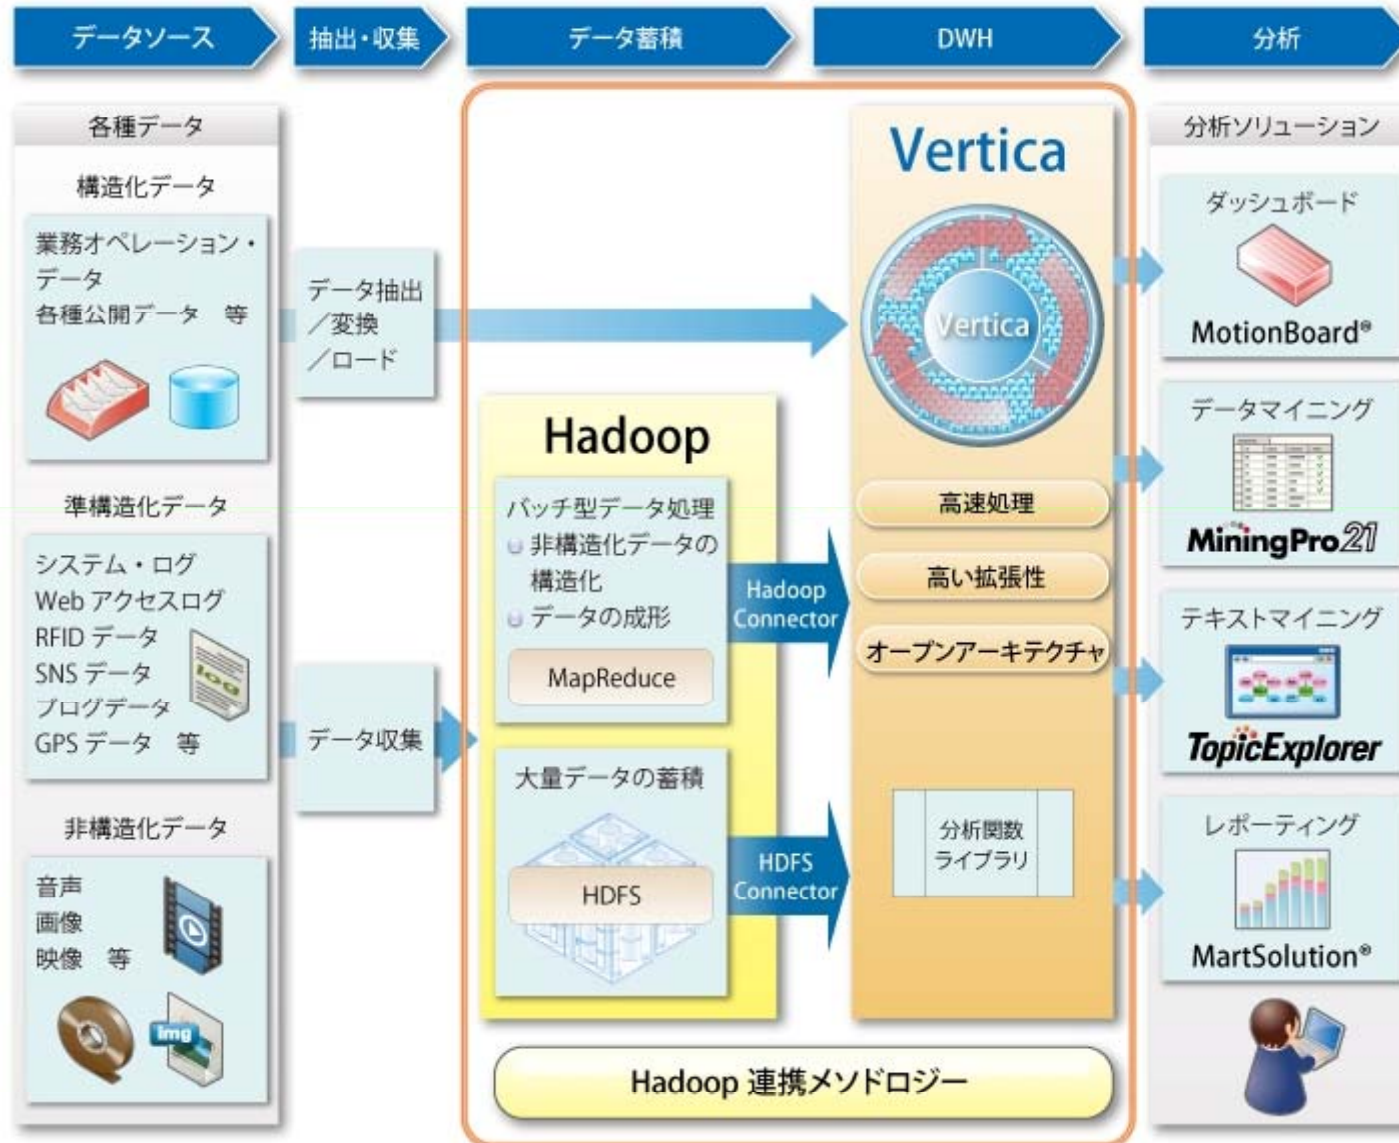 データソース
抽出・収集
データ蓄積
DWH
分析
各種データ
構造化データ
業務オペレーション・
データ
各種公開データ 等
準構造化データ
システム・ログ
Web アクセスログ
RFID データ
SNS データ
ブログデータ
GPS データ 等
log
非構造化データ
音声
画像
映像 等
img
データ抽出
／変換
／ロード
データ収集
Hadoop
バッチ型データ処理
非構造化データの
構造化
データの成形
MapReduce
大量データの蓄積
HDFS
Hadoop
Connector
HDFS
Connector
Vertica
Vertica
高速処理
高い拡張性
オープンアーキテクチャ
分析関数
ライブラリ
Hadoop 連携メソドロジー
分析ソリューション
ダッシュボード
MotionBoard®
データマイニング
MiningPro21
テキストマイニング
TopicExplorer
レポーティング
MartSolution®